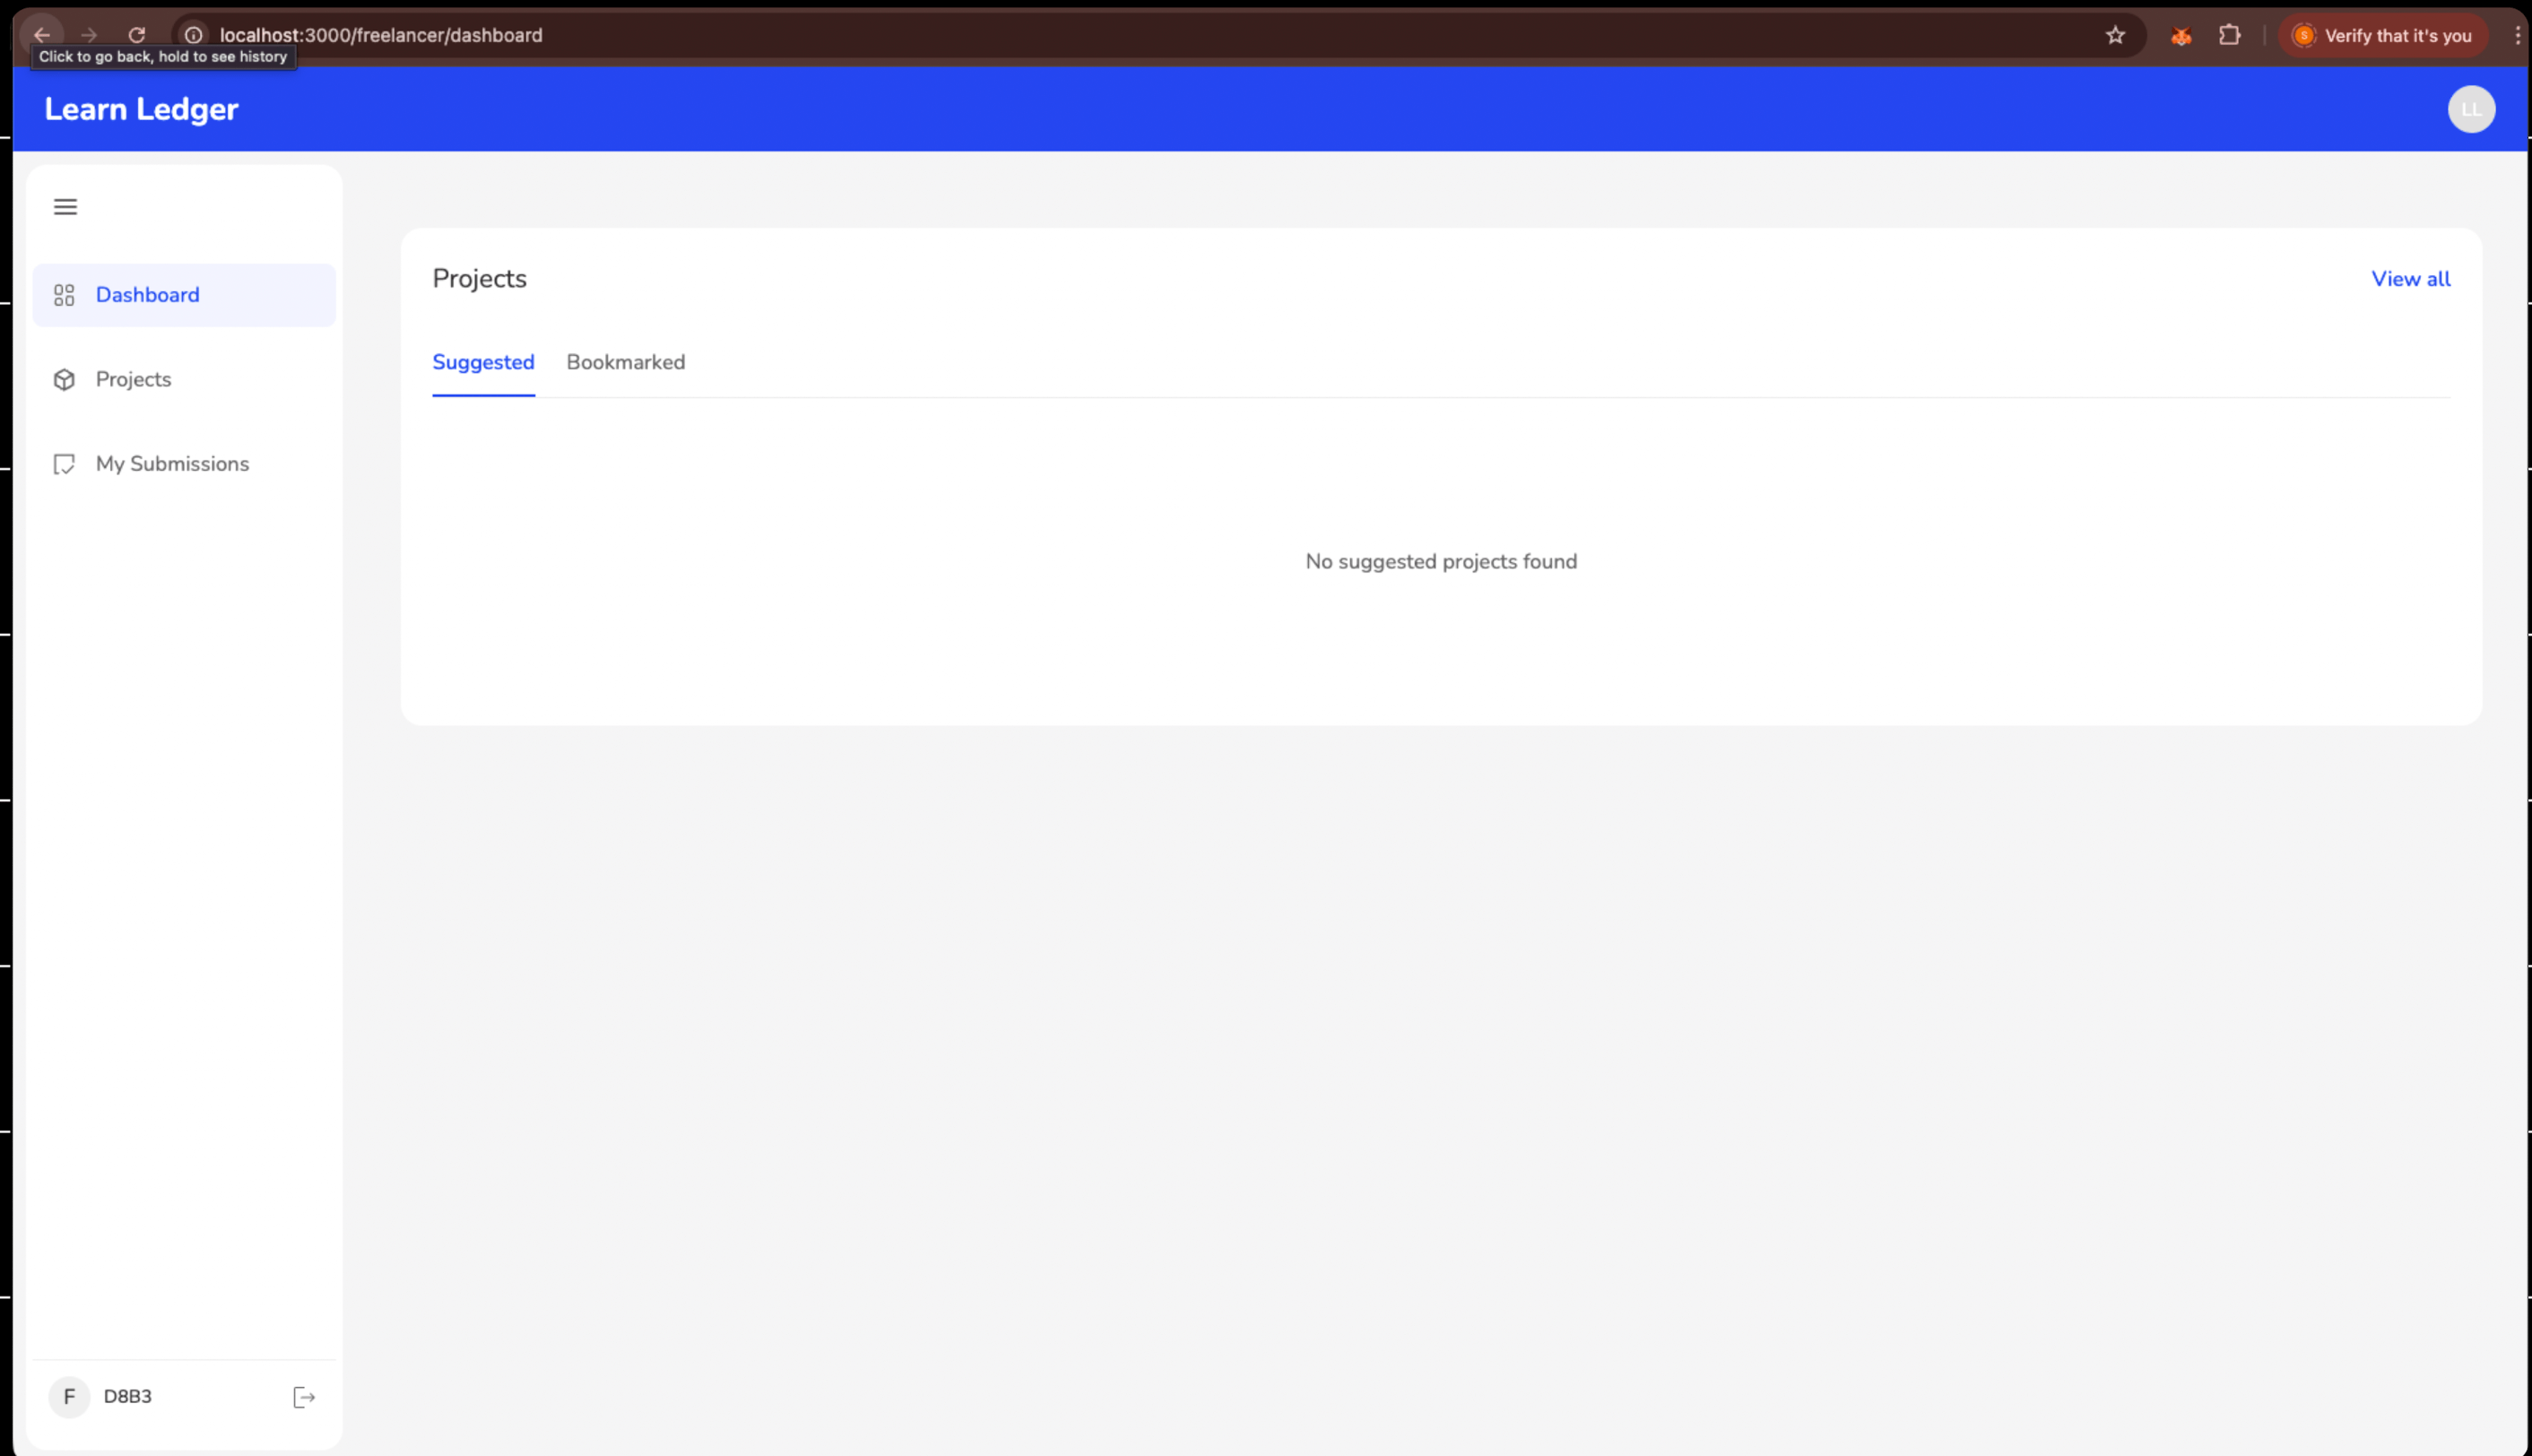 localhost:3000/freelancer/dashboard
S Verify that it's you
Click to go back, hold to see history
Learn Ledger
LL
Dashboard
Projects
My Submissions
Projects
View all
Suggested Bookmarked
No suggested projects found
F D8B3